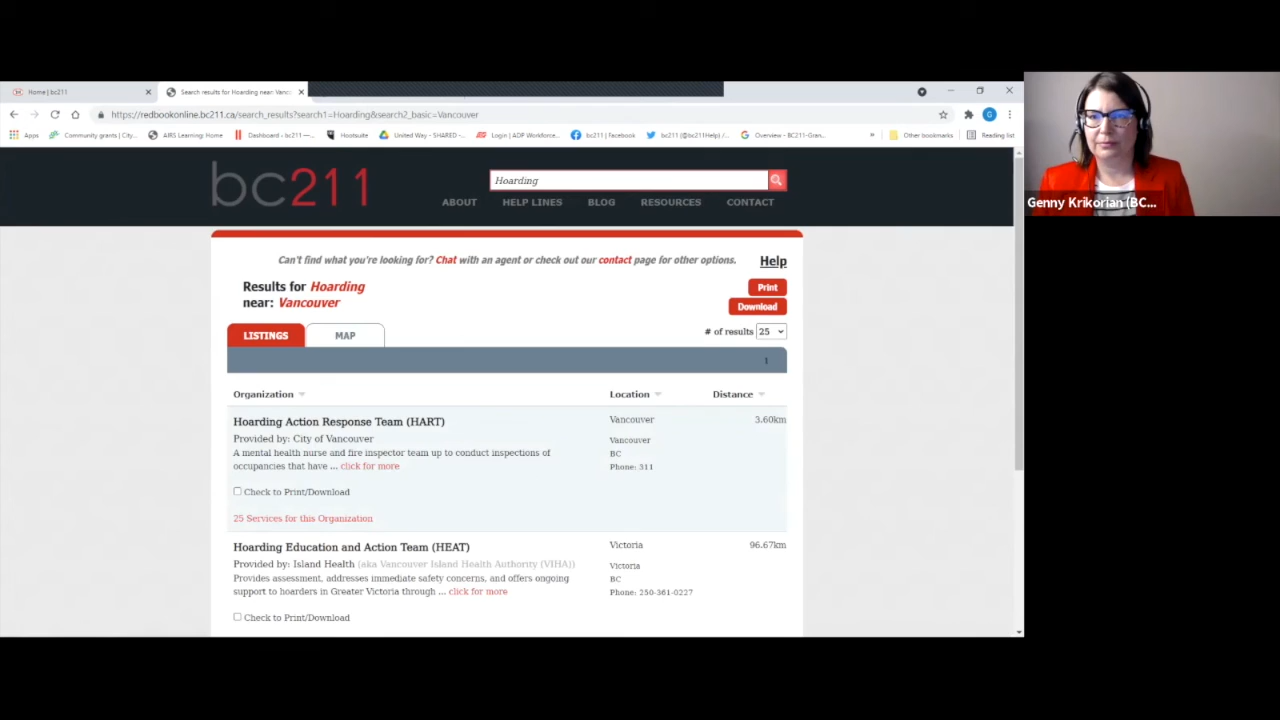 Home | bc211
Search results for Hoarding near: Vanc
https://redbookonline.bc211.ca/search_results?search1=Hoarding&search2_basic=Vancouver
Apps
Community grants | City...
AIRS Learning: Home
Dashboard - bc211 —...
Hootsuite
United Way - SHARED -...
Login | ADP Workforce...
bc211 | Facebook
bc211 (@bc211Help) /...
Overview - BC211-Gran...
»
Other bookmarks
Reading list
G
bc211
Hoarding
ABOUT
HELP LINES
BLOG
RESOURCES
CONTACT
Can't find what you're looking for? Chat with an agent or check out our contact page for other options.
Help
Results for Hoarding
near: Vancouver
Print
Download
LISTINGS
MAP
# of results 25
1
Organization
Location
Distance
Hoarding Action Response Team (HART)
Provided by: City of Vancouver
A mental health nurse and fire inspector team up to conduct inspections of
occupancies that have ... click for more
Check to Print/Download
25 Services for this Organization
Vancouver
Vancouver
BC
Phone: 311
3.60km
Hoarding Education and Action Team (HEAT)
Provided by: Island Health (aka Vancouver Island Health Authority (VIHA))
Provides assessment, addresses immediate safety concerns, and offers ongoing
support to hoarders in Greater Victoria through ... click for more
Check to Print/Download
Victoria
Victoria
BC
Phone: 250-361-0227
96.67km
Genny Krikorian (BC...